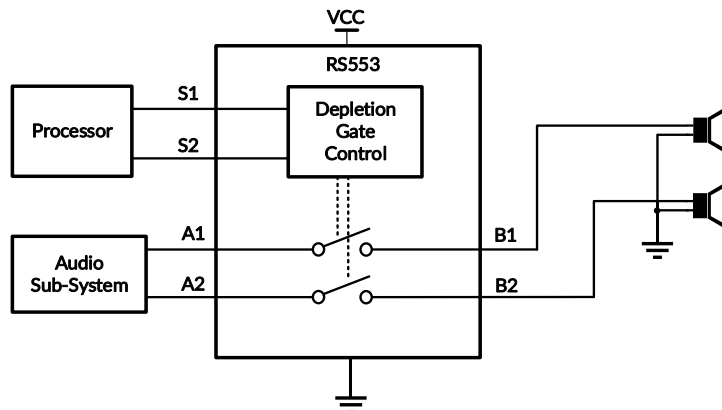 VCC
RS553
Processor
S1
S2
Depletion
Gate
Control
Audio
Sub-System
A1
A2
B1
B2